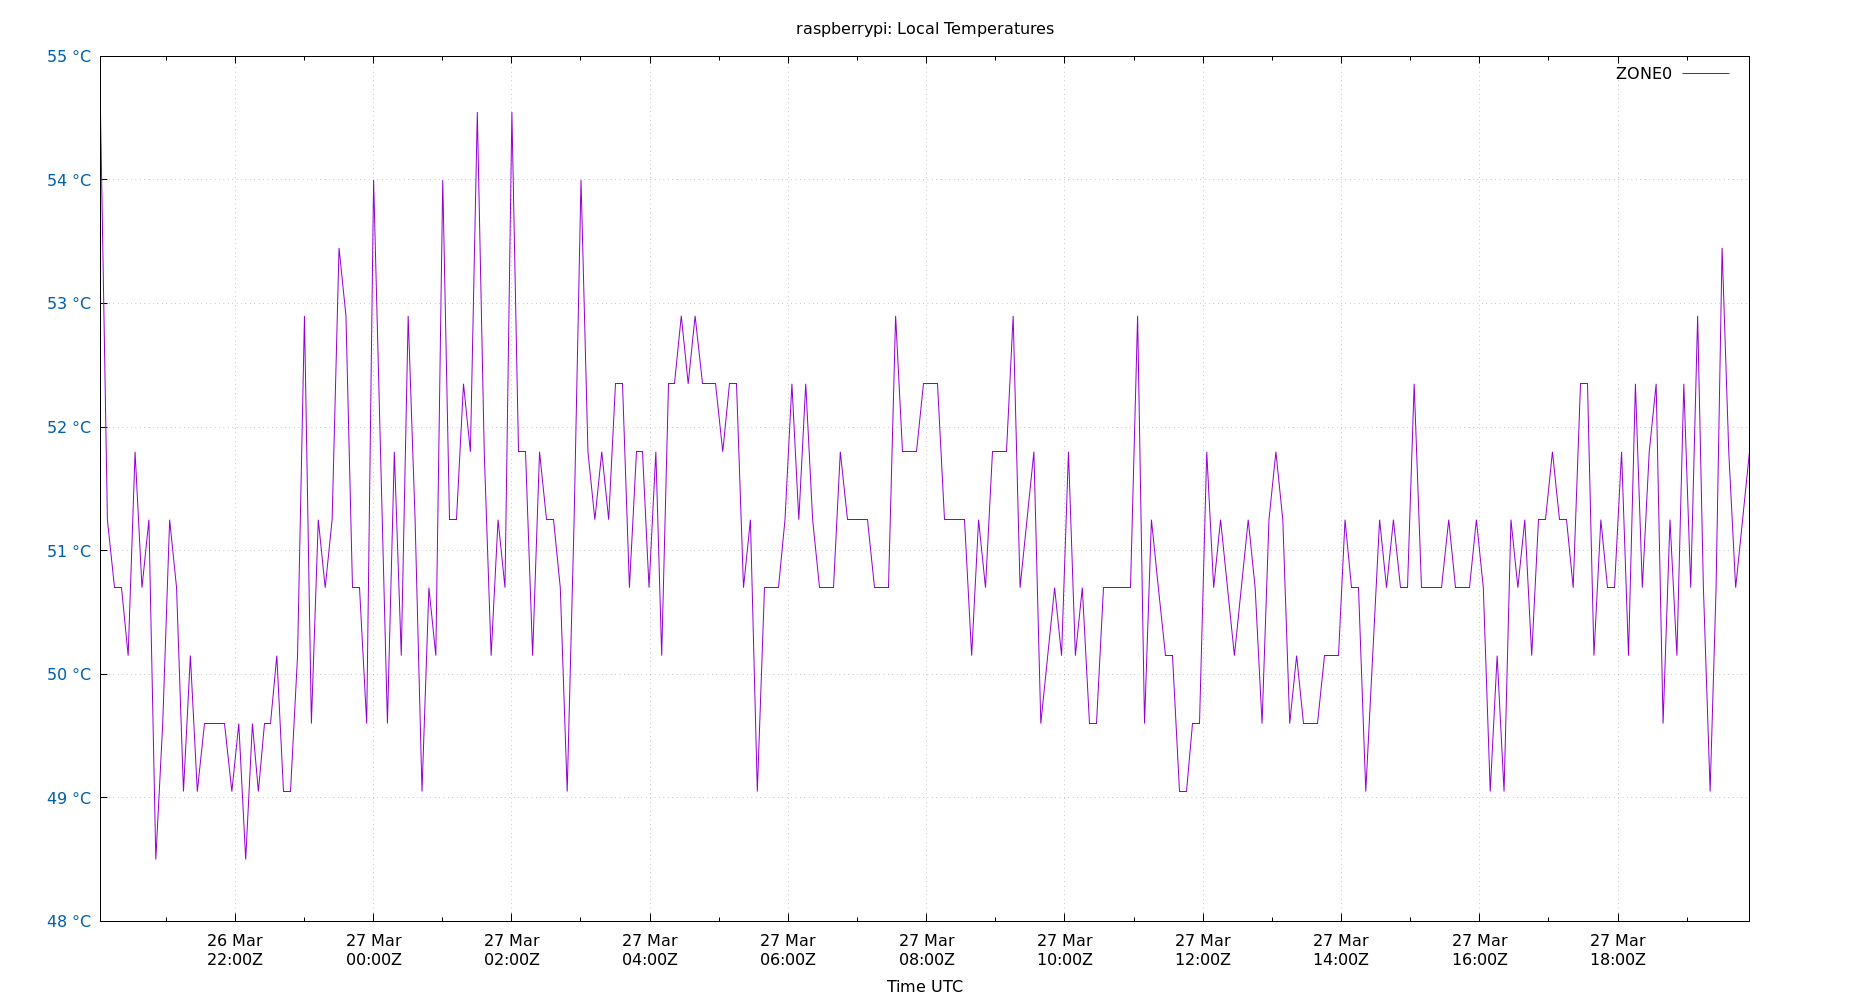 raspberrypi: Local Temperatures
55 °C
ZONE0
54 °C
53 °C
52 °C
51 °C
50 °C
49 °C
48 °C
26 Mar 27 Mar 27 Mar 27 Mar 27 Mar 27 Mar 27 Mar 27 Mar 27 Mar 27 Mar 27 Mar
22:00Z 00:00Z 02:00Z 04:00Z 06:00Z 08:00Z 10:00Z 12:00Z 14:00Z 16:00Z 18:00Z
Time UTC